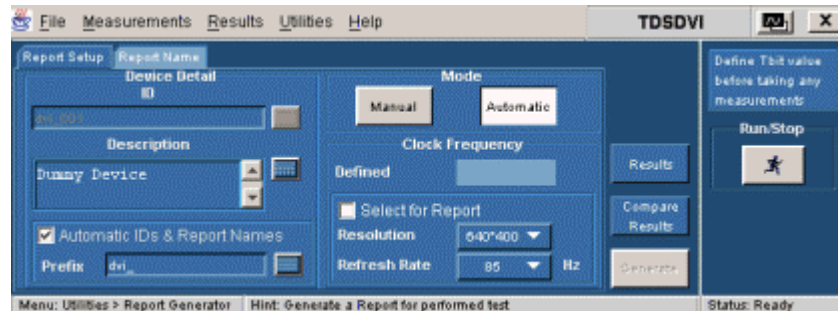 File Measurements Results Utilities Help TDSDVI X
Report Setup Report Name
Device Detail
ID
dvi_001
Description
Dummy Device
Automatic IDs & Report Names
Prefix dvi_
Mode
Manual Automatic
Clock Frequency
Defined
Select for Report
Resolution 640*400
Refresh Rate 85 Hz
Results
Compare
Results
Generate
Define Tbit value
before taking any
measurements
Run/Stop
Menu: Utilities > Report Generator Hint: Generate a Report for performed test Status: Ready